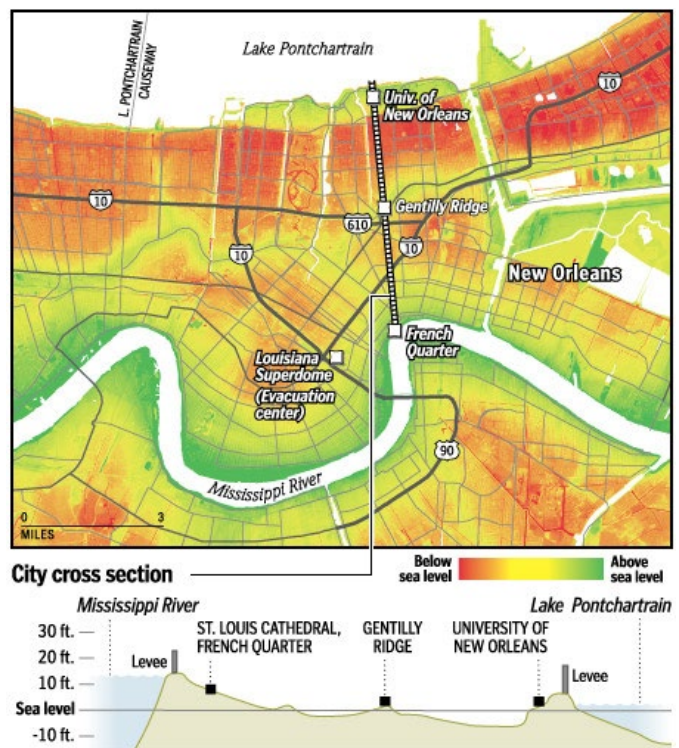 Lake Pontchartrain
L. PONTCHARTRAIN
CAUSEWAY
10
Univ. of
New Orleans
10
Gentilly Ridge
610
10
10
New Orleans
French
Quarter
Louisiana
Superdome
(Evacuation
center)
90
Mississippi River
0 3
MILES
City cross section
Below
sea level
Above
sea level
Mississippi River
Lake Pontchartrain
30 ft.
20 ft.
10 ft.
Sea level
-10 ft.
Levee
ST. LOUIS CATHEDRAL,
FRENCH QUARTER
GENTILLY
RIDGE
UNIVERSITY OF
NEW ORLEANS
Levee